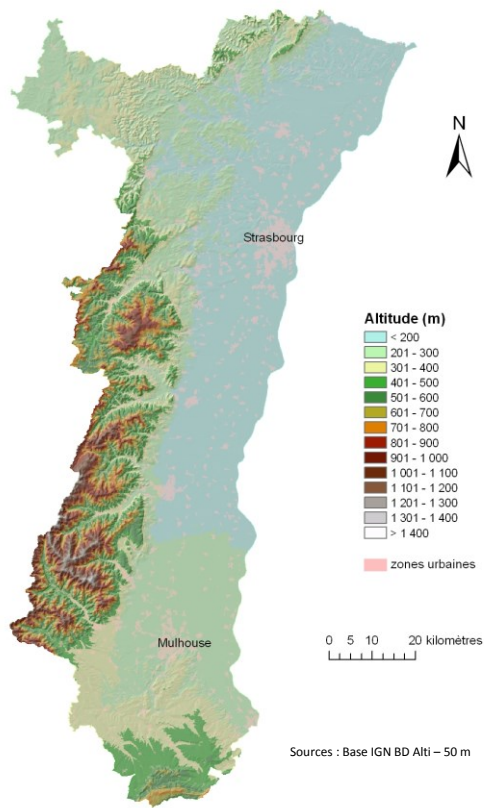 N
Strasbourg
Altitude (m)
< 200
201 - 300
301 - 400
401 - 500
501 - 600
601 - 700
701 - 800
801 - 900
901 - 1 000
1 001 - 1 100
1 101 - 1 200
1 201 - 1 300
1 301 - 1 400
> 1 400
zones urbaines
Mulhouse
0 5 10 20 kilomètres
Sources : Base IGN BD Alti – 50 m